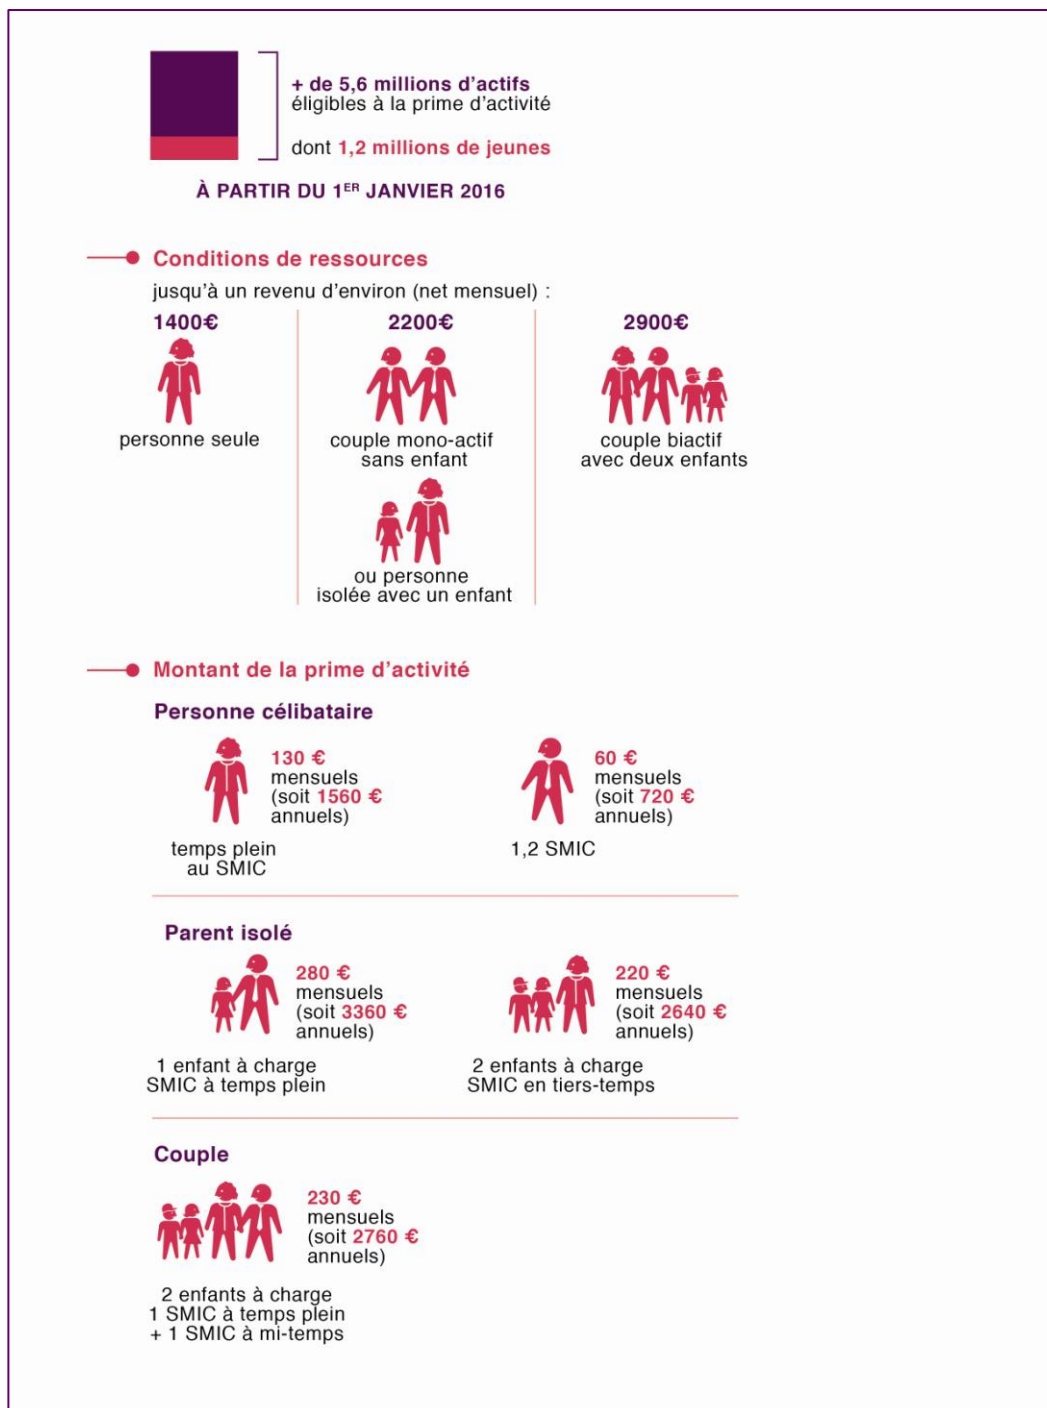 + de 5,6 millions d'actifs
éligibles à la prime d'activité
dont 1,2 millions de jeunes
À PARTIR DU 1ER JANVIER 2016
Conditions de ressources
jusqu'à un revenu d'environ (net mensuel) :
1400€
personne seule
2200€
couple mono-actif
sans enfant
ou personne
isolée avec un enfant
2900€
couple biactif
avec deux enfants
Montant de la prime d'activité
Personne célibataire
130 €
mensuels
(soit 1560 €
annuels)
temps plein
au SMIC
60 €
mensuels
(soit 720 €
annuels)
1,2 SMIC
Parent isolé
280 €
mensuels
(soit 3360 €
annuels)
1 enfant à charge
SMIC à temps plein
220 €
mensuels
(soit 2640 €
annuels)
2 enfants à charge
SMIC en tiers-temps
Couple
230 €
mensuels
(soit 2760 €
annuels)
2 enfants à charge
1 SMIC à temps plein
+ 1 SMIC à mi-temps